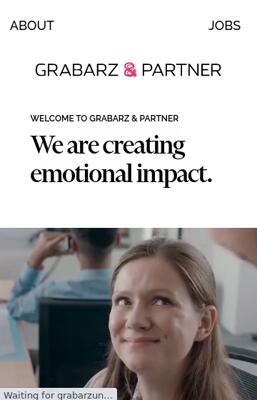 ABOUT
JOBS
GRABARZ & PARTNER
WELCOME TO GRABARZ & PARTNER
We are creating
emotional impact.
Waiting for grabarzun...